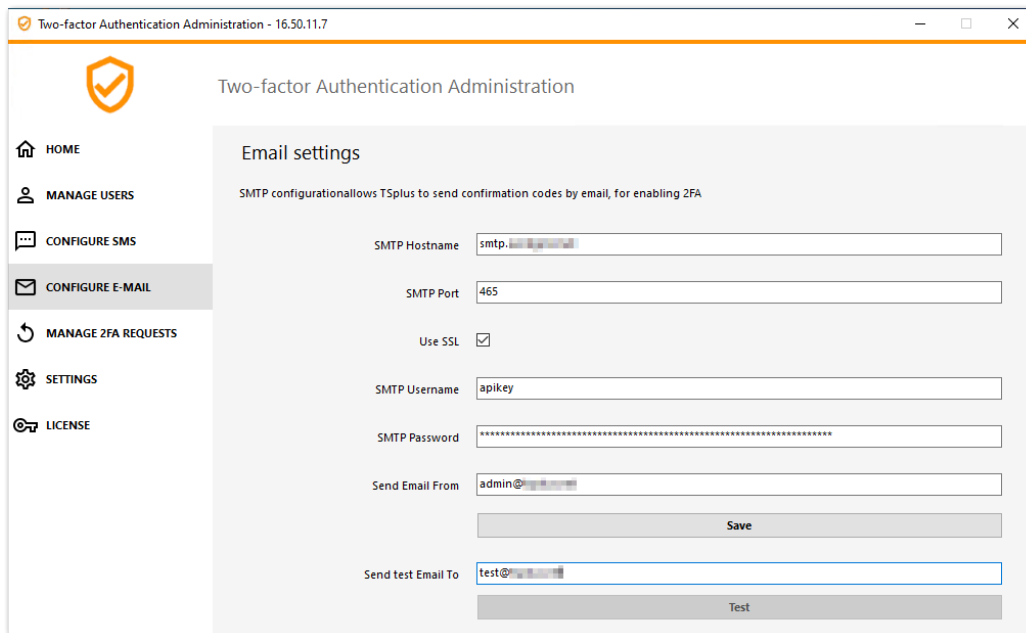 Two-factor Authentication Administration - 16.50.11.7
Two-factor Authentication Administration
HOME
MANAGE USERS
CONFIGURE SMS
CONFIGURE E-MAIL
MANAGE 2FA REQUESTS
SETTINGS
LICENSE
Email settings
SMTP configurationallows TSplus to send confirmation codes by email, for enabling 2FA
SMTP Hostname smtp.
SMTP Port 465
Use SSL
SMTP Username apikey
SMTP Password *********************************************************************
Send Email From admin@
Save
Send test Email To test@
Test